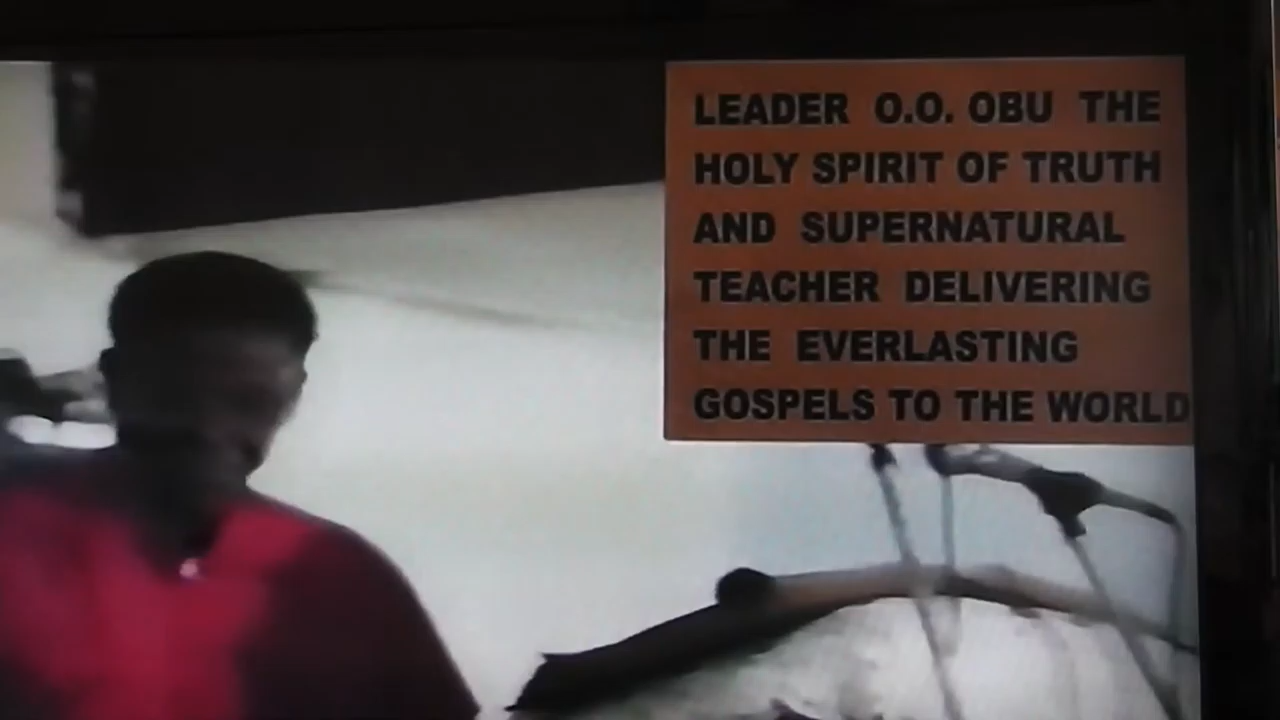 LEADER O.O. OBU THE
HOLY SPIRIT OF TRUTH
AND SUPERNATURAL
TEACHER DELIVERING
THE EVERLASTING
GOSPELS TO THE WORLD